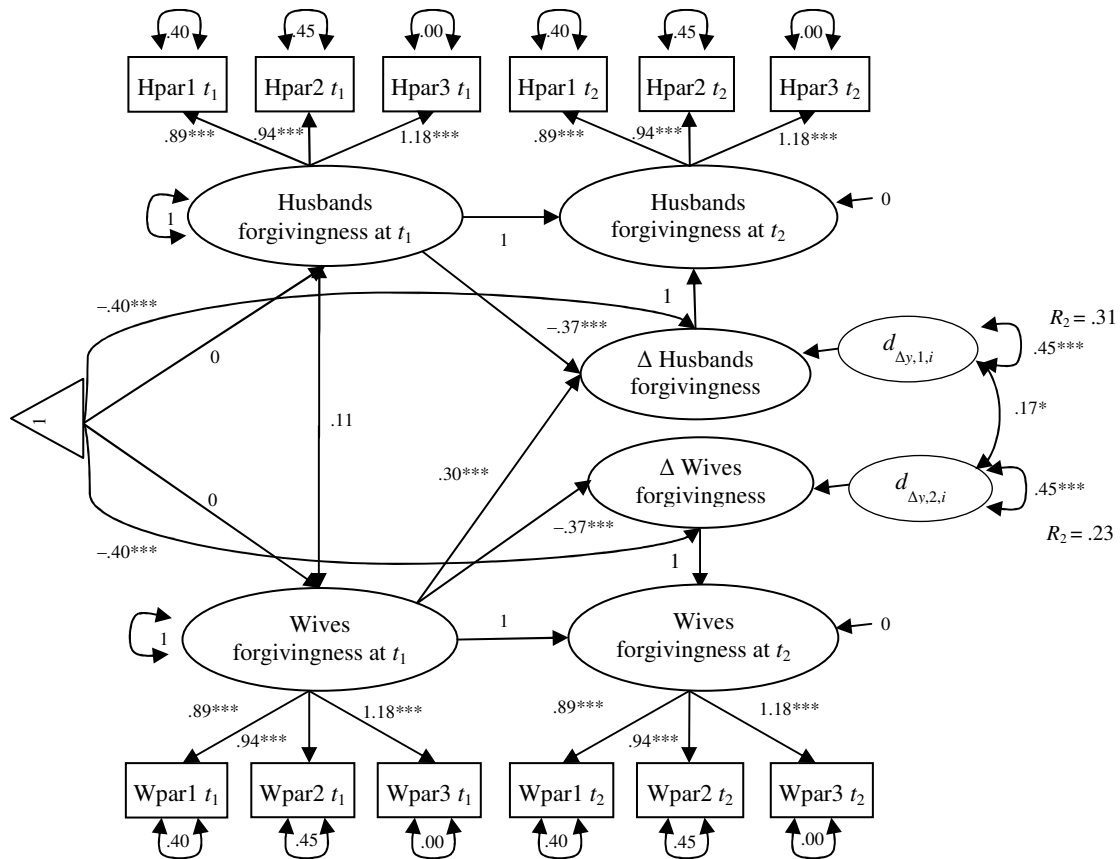 .40 .45 .00 .40 .45 .00
Hpar1 t₁ Hpar2 t₁ Hpar3 t₁ Hpar1 t₂ Hpar2 t₂ Hpar3 t₂
.89*** .94*** 1.18*** .89*** .94*** 1.18***
Husbands
forgivingness at t₁
1
1
Husbands
forgivingness at t₂
0
–.40***
0
–.37***
1
Δ Husbands
forgivingness
d Δy,1,i
R₂ = .31
.45***
1
.11
.17*
.30***
Δ Wives
forgivingness
d Δy,2,i
.45***
R₂ = .23
0
–.37***
–.40***
1
Wives
forgivingness at t₁
1
1
Wives
forgivingness at t₂
0
.89*** .94*** 1.18*** .89*** .94*** 1.18***
Wpar1 t₁ Wpar2 t₁ Wpar3 t₁ Wpar1 t₂ Wpar2 t₂ Wpar3 t₂
.40 .45 .00 .40 .45 .00